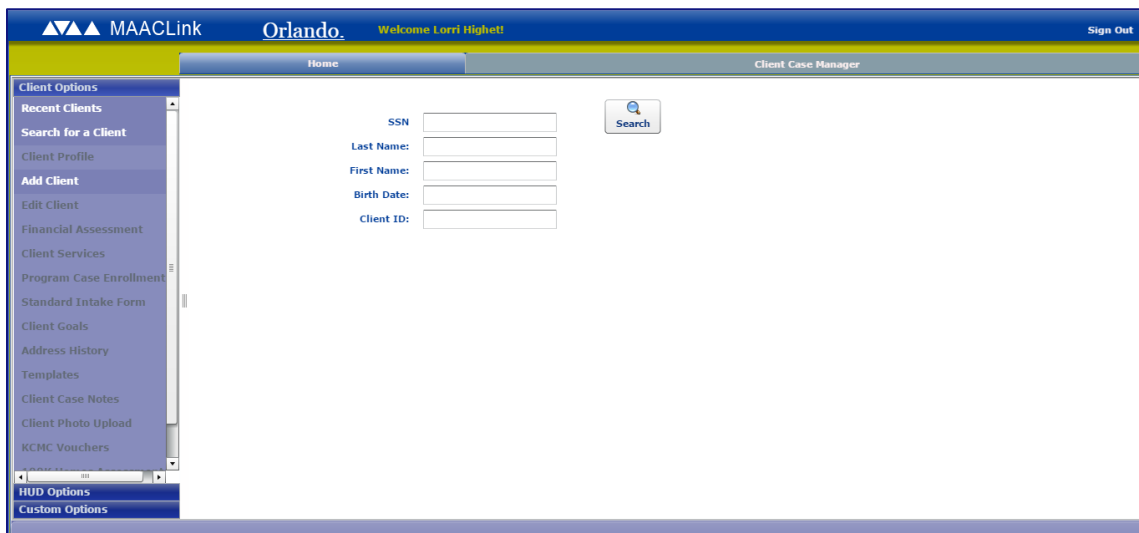 MAACLink Orlando. Welcome Lorri Highet! Sign Out
Home Client Case Manager
Client Options
Recent Clients
Search for a Client
Client Profile
Add Client
Edit Client
Financial Assessment
Client Services
Program Case Enrollment
Standard Intake Form
Client Goals
Address History
Templates
Client Case Notes
Client Photo Upload
KCMC Vouchers
HUD Options
Custom Options
SSN
Last Name:
First Name:
Birth Date:
Client ID:
Search